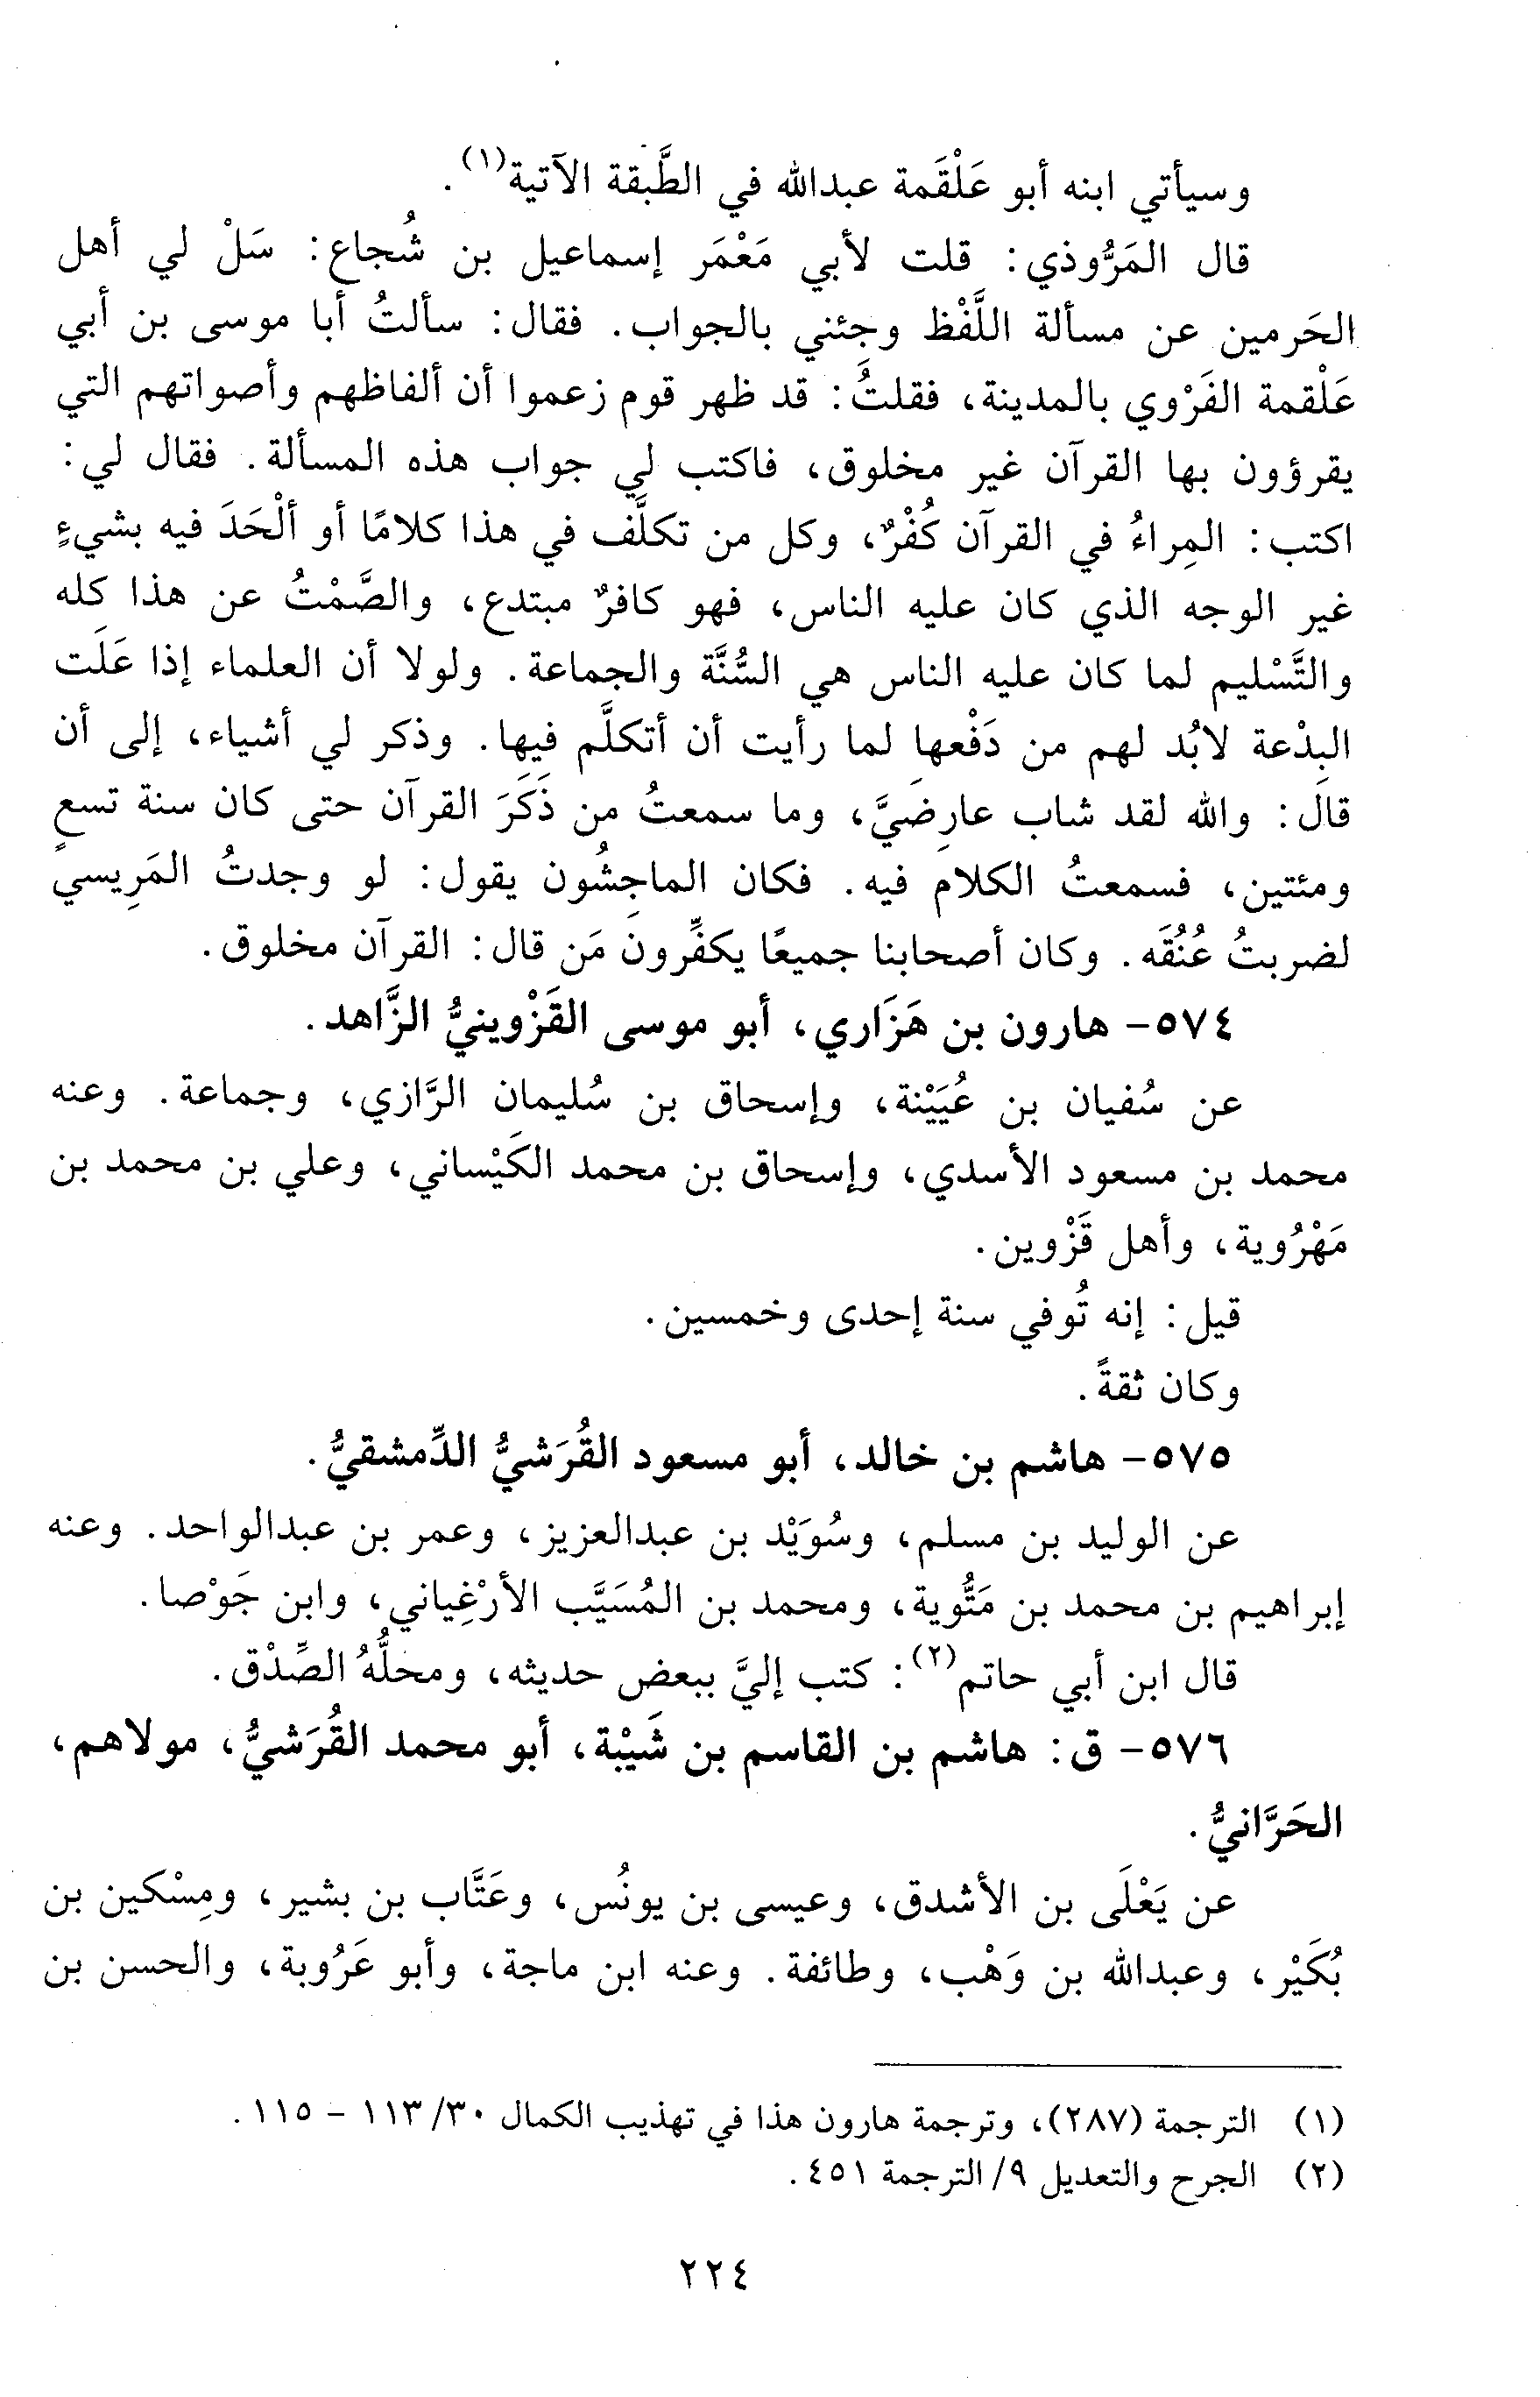 وسيأتي ابنه أبو عَلْقَمة عبدالله في الطَّبقة الآتية(١).
قال المَرُّوذي: قلت لأبي مَعْمَر إسماعيل بن شُجاع: سَلْ لي أهل
الحَرمين عن مسألة اللَّفْظ وجئني بالجواب. فقال: سألتُ أبا موسى بن أبي
عَلْقمة الفَرْوي بالمدينة، فقلتُ: قد ظهر قوم زعموا أن ألفاظهم وأصواتهم التي
يقرؤون بها القرآن غير مخلوق، فاكتب لي جواب هذه المسألة. فقال لي:
اكتب: المِراءُ في القرآن كُفْرٌ، وكل من تكلَّف في هذا كلامًا أو ألْحَدَ فيه بشيءٍ
غير الوجه الذي كان عليه الناس، فهو كافرٌ مبتدع، والصَّمْتُ عن هذا كله
والتَّسْليم لما كان عليه الناس هي السُّنَّة والجماعة. ولولا أن العلماء إذا عَلَت
البِدْعة لابُد لهم من دَفْعها لما رأيت أن أتكلَّم فيها. وذكر لي أشياء، إلى أن
قال: والله لقد شاب عارِضَيَّ، وما سمعتُ من ذَكَرَ القرآن حتى كان سنة تسعٍ
ومئتين، فسمعتُ الكلام فيه. فكان الماجِشُون يقول: لو وجدتُ المَرِيسي
لضربتُ عُنُقَه. وكان أصحابنا جميعًا يكفِّرون مَن قال: القرآن مخلوق.
٥٧٤- هارون بن هَزَاري، أبو موسى القَزْوينيُّ الزَّاهد.
عن سُفيان بن عُيَيْنة، وإسحاق بن سُليمان الرَّازي، وجماعة. وعنه
محمد بن مسعود الأسدي، وإسحاق بن محمد الكَيْساني، وعلي بن محمد بن
مَهْرُوية، وأهل قَزْوين.
قيل: إنه تُوفي سنة إحدى وخمسين.
وكان ثقةً.
٥٧٥- هاشم بن خالد، أبو مسعود القُرَشيُّ الدِّمشقيُّ.
عن الوليد بن مسلم، وسُوَيْد بن عبدالعزيز، وعمر بن عبدالواحد. وعنه
إبراهيم بن محمد بن مَتُّوية، ومحمد بن المُسَيَّب الأرْغِياني، وابن جَوْصا.
قال ابن أبي حاتم(٢): كتب إليَّ ببعض حديثه، ومحلُّهُ الصِّدْق.
٥٧٦- ق: هاشم بن القاسم بن شَيْبة، أبو محمد القُرَشيُّ، مولاهم،
الحَرَّانيُّ.
عن يَعْلَى بن الأشدق، وعيسى بن يونُس، وعَتَّاب بن بشير، ومِسْكين بن
بُكَيْر، وعبدالله بن وَهْب، وطائفة. وعنه ابن ماجة، وأبو عَرُوبة، والحسن بن
(١) الترجمة (٢٨٧)، وترجمة هارون هذا في تهذيب الكمال ٣٠/ ١١٣ - ١١٥.
(٢) الجرح والتعديل ٩/ الترجمة ٤٥١.
٢٢٤